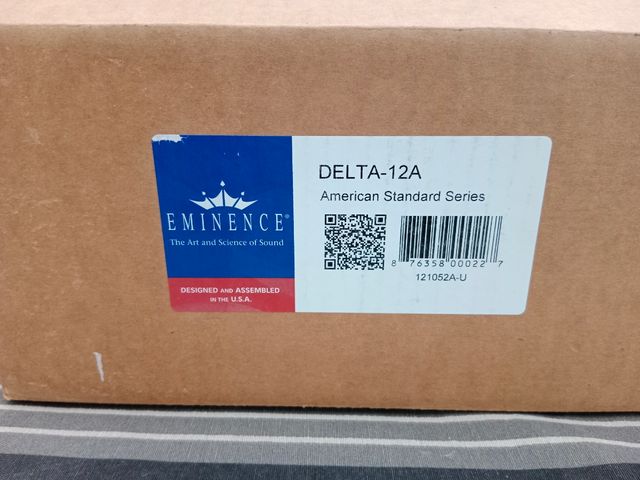 EMINENCE®
The Art and Science of Sound
DESIGNED AND ASSEMBLED
IN THE U.S.A.
DELTA-12A
American Standard Series
8 76358 00022 7
121052A-U